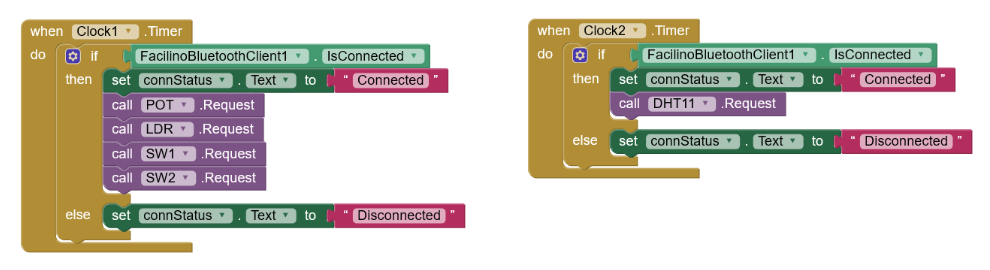 when Clock1 .Timer
do if FacilinoBluetoothClient1 . IsConnected
then set connStatus . Text to " Connected "
call POT .Request
call LDR .Request
call SW1 .Request
call SW2 .Request
else set connStatus . Text to " Disconnected "
when Clock2 .Timer
do if FacilinoBluetoothClient1 . IsConnected
then set connStatus . Text to " Connected "
call DHT11 .Request
else set connStatus . Text to " Disconnected "